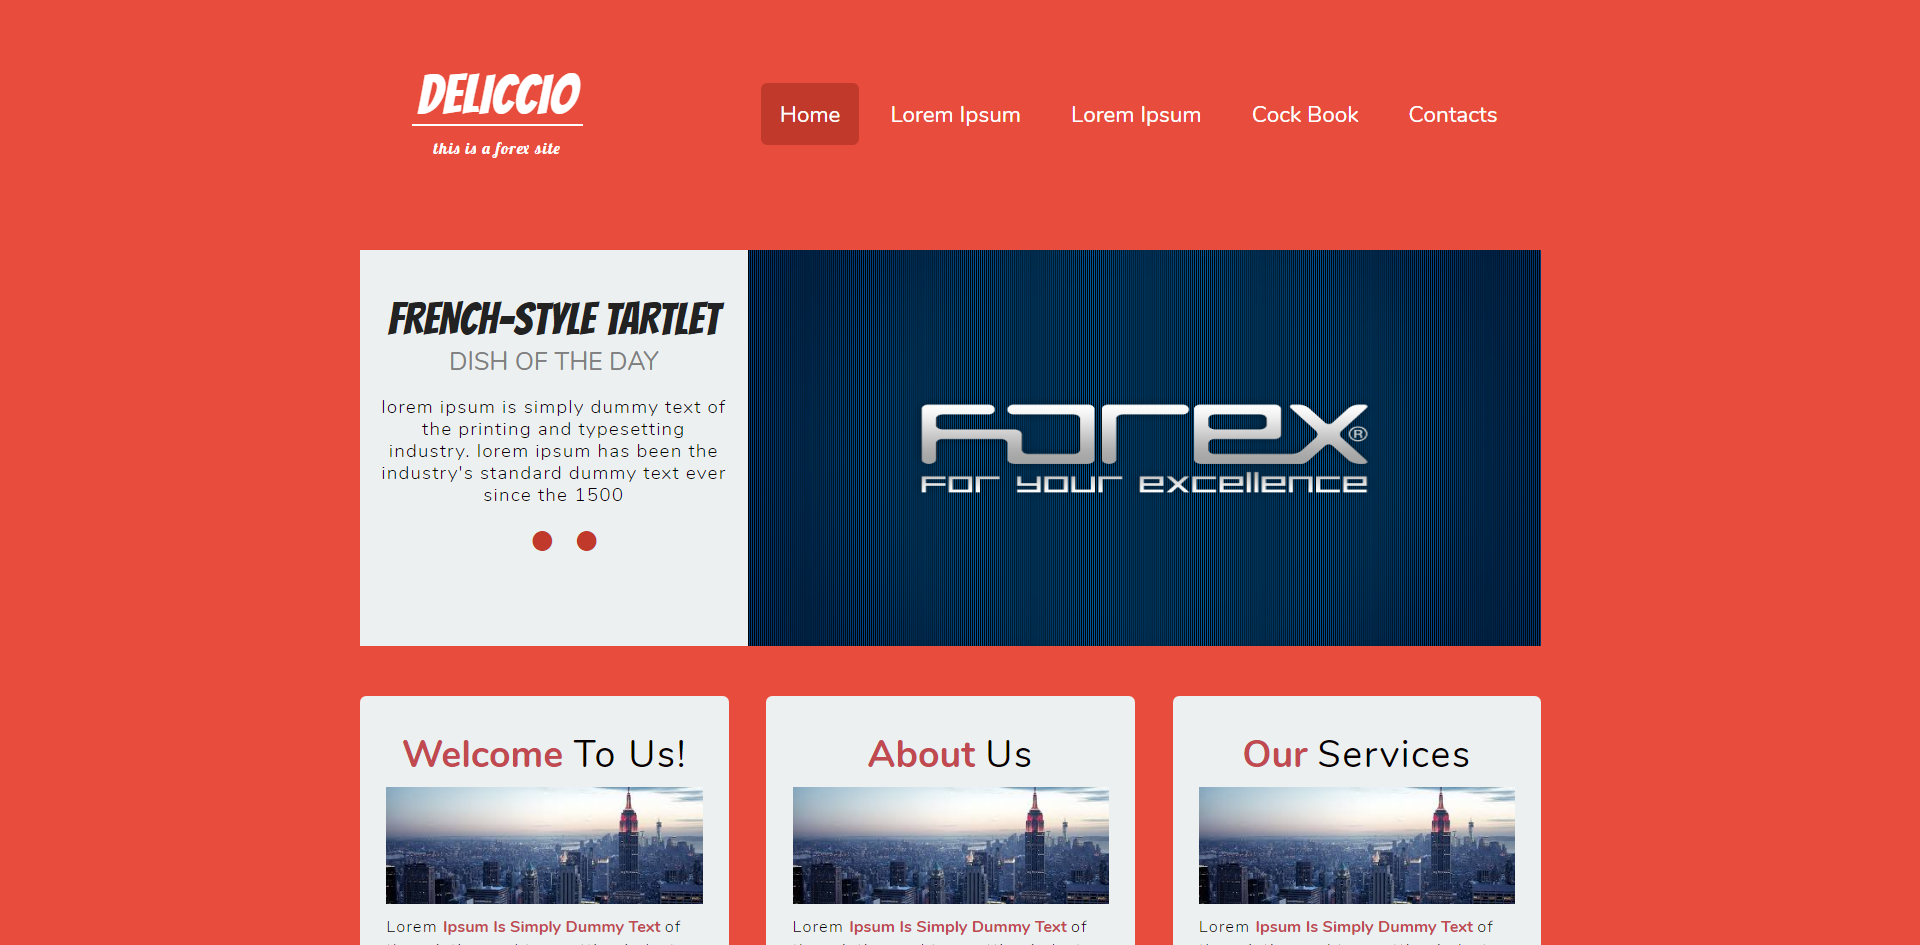 DELICCIO
this is a forex site
Home Lorem Ipsum Lorem Ipsum Cock Book Contacts
FRENCH-STYLE TARTLET
DISH OF THE DAY
lorem ipsum is simply dummy text of
the printing and typesetting
industry. lorem ipsum has been the
industry's standard dummy text ever
since the 1500
Forex®
For your excellence
Welcome To Us!
Lorem Ipsum Is Simply Dummy Text of
About Us
Lorem Ipsum Is Simply Dummy Text of
Our Services
Lorem Ipsum Is Simply Dummy Text of